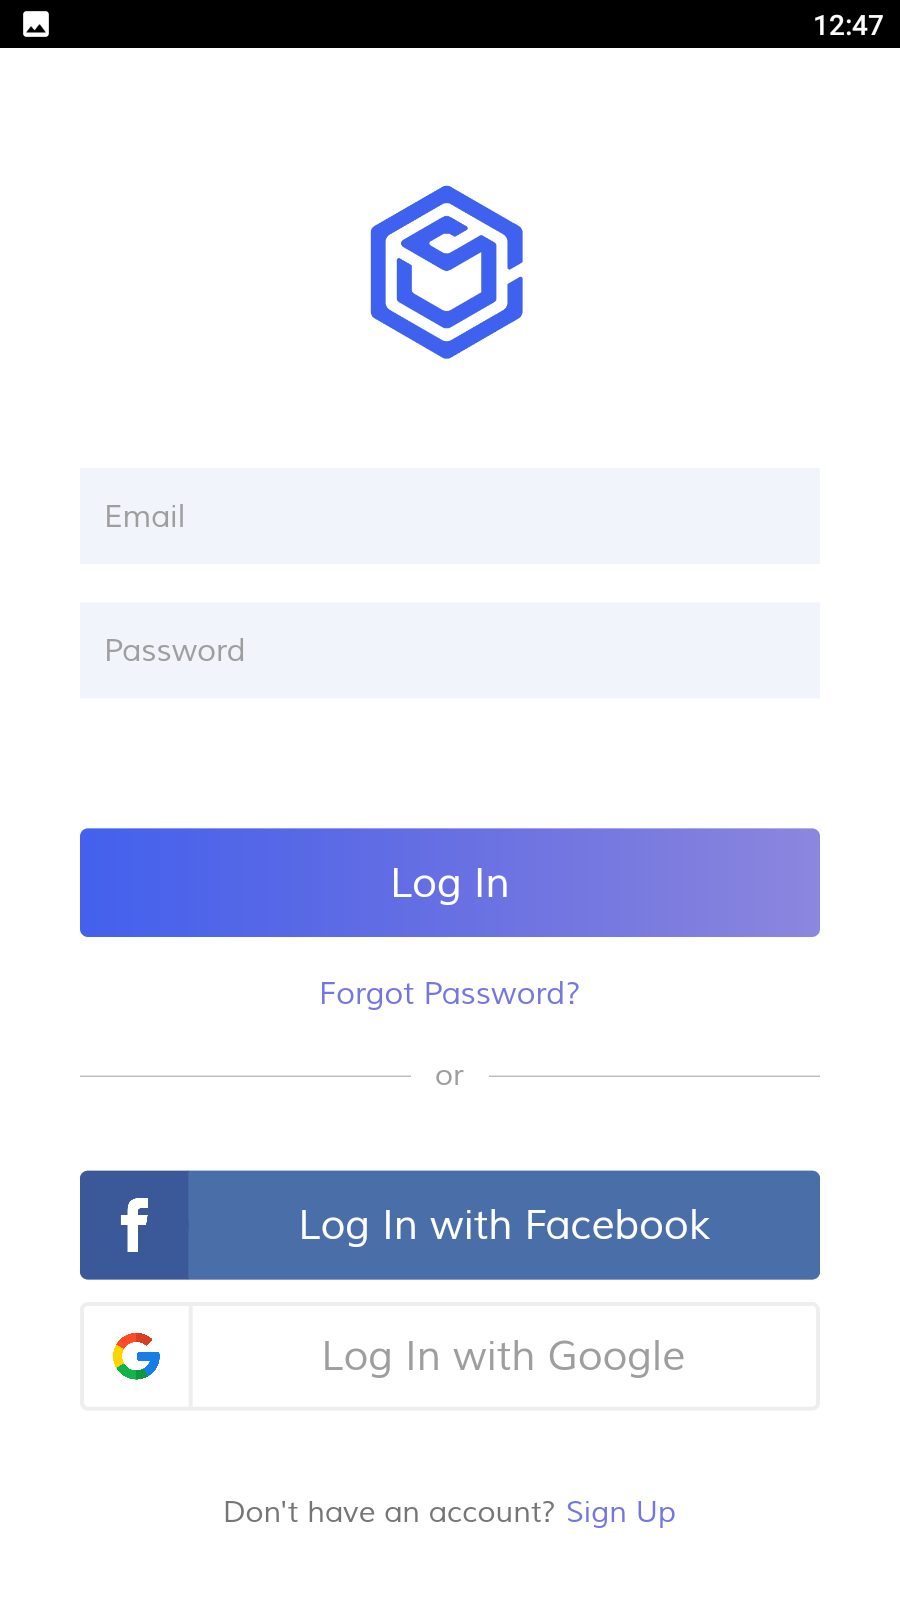 12:47
Email
Password
Log In
Forgot Password?
or
Log In with Facebook
Log In with Google
Don't have an account? Sign Up